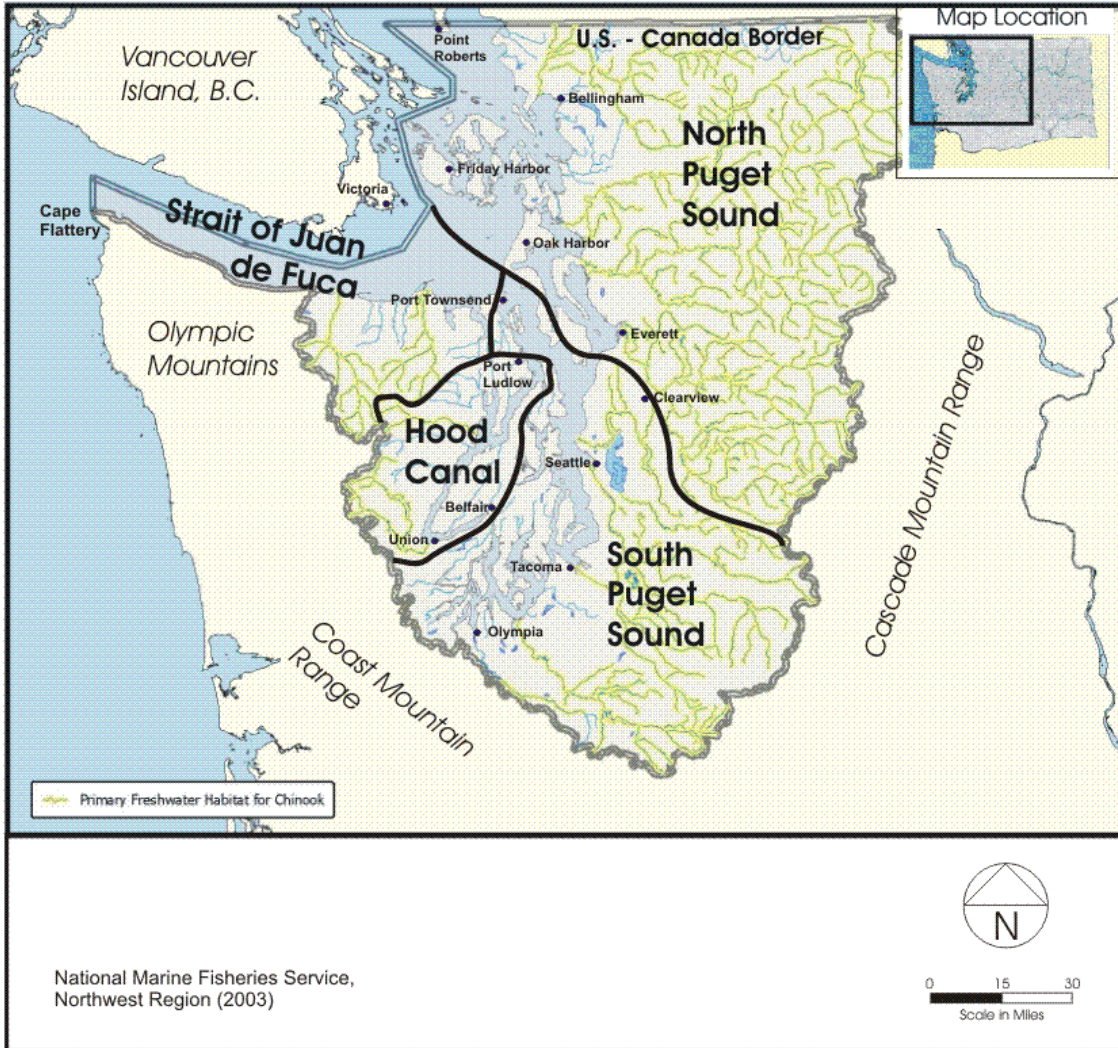 Map Location
U.S. - Canada Border
Point
Roberts
Vancouver
Island, B.C.
Bellingham
North
Puget
Sound
Friday Harbor
Victoria
Cape
Flattery
Strait of Juan
de Fuca
Oak Harbor
Port Townsend
Olympic
Mountains
Everett
Port
Ludlow
Clearview
Hood
Canal
Seattle
Belfair
Union
Cascade Mountain Range
South
Puget
Sound
Tacoma
Olympia
Coast Mountain
Range
Primary Freshwater Habitat for Chinook
N
National Marine Fisheries Service,
Northwest Region (2003)
0 15 30
Scale in Miles